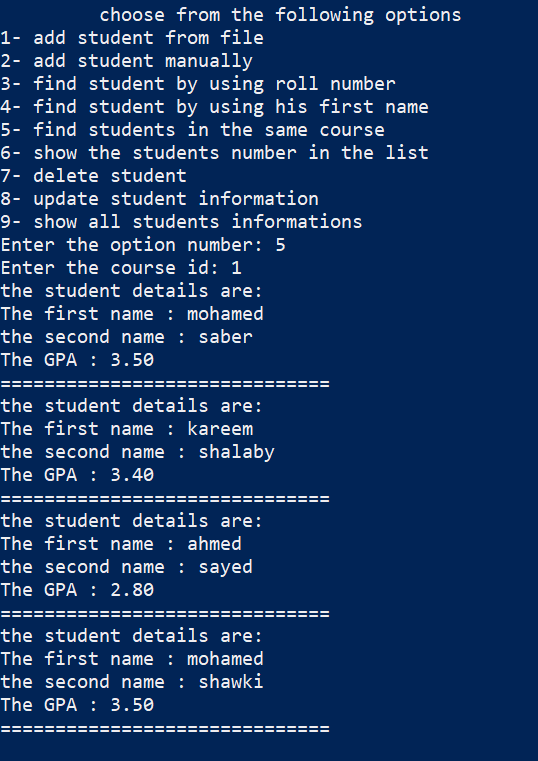 choose from the following options
1- add student from file
2- add student manually
3- find student by using roll number
4- find student by using his first name
5- find students in the same course
6- show the students number in the list
7- delete student
8- update student information
9- show all students informations
Enter the option number: 5
Enter the course id: 1
the student details are:
The first name : mohamed
the second name : saber
The GPA : 3.50
==============================
the student details are:
The first name : kareem
the second name : shalaby
The GPA : 3.40
==============================
the student details are:
The first name : ahmed
the second name : sayed
The GPA : 2.80
==============================
the student details are:
The first name : mohamed
the second name : shawki
The GPA : 3.50
==============================